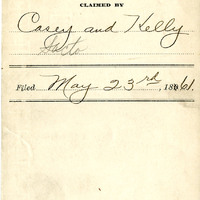 CLAIMED BY
Casey and Kelly
Filed May 23rd, 1861.